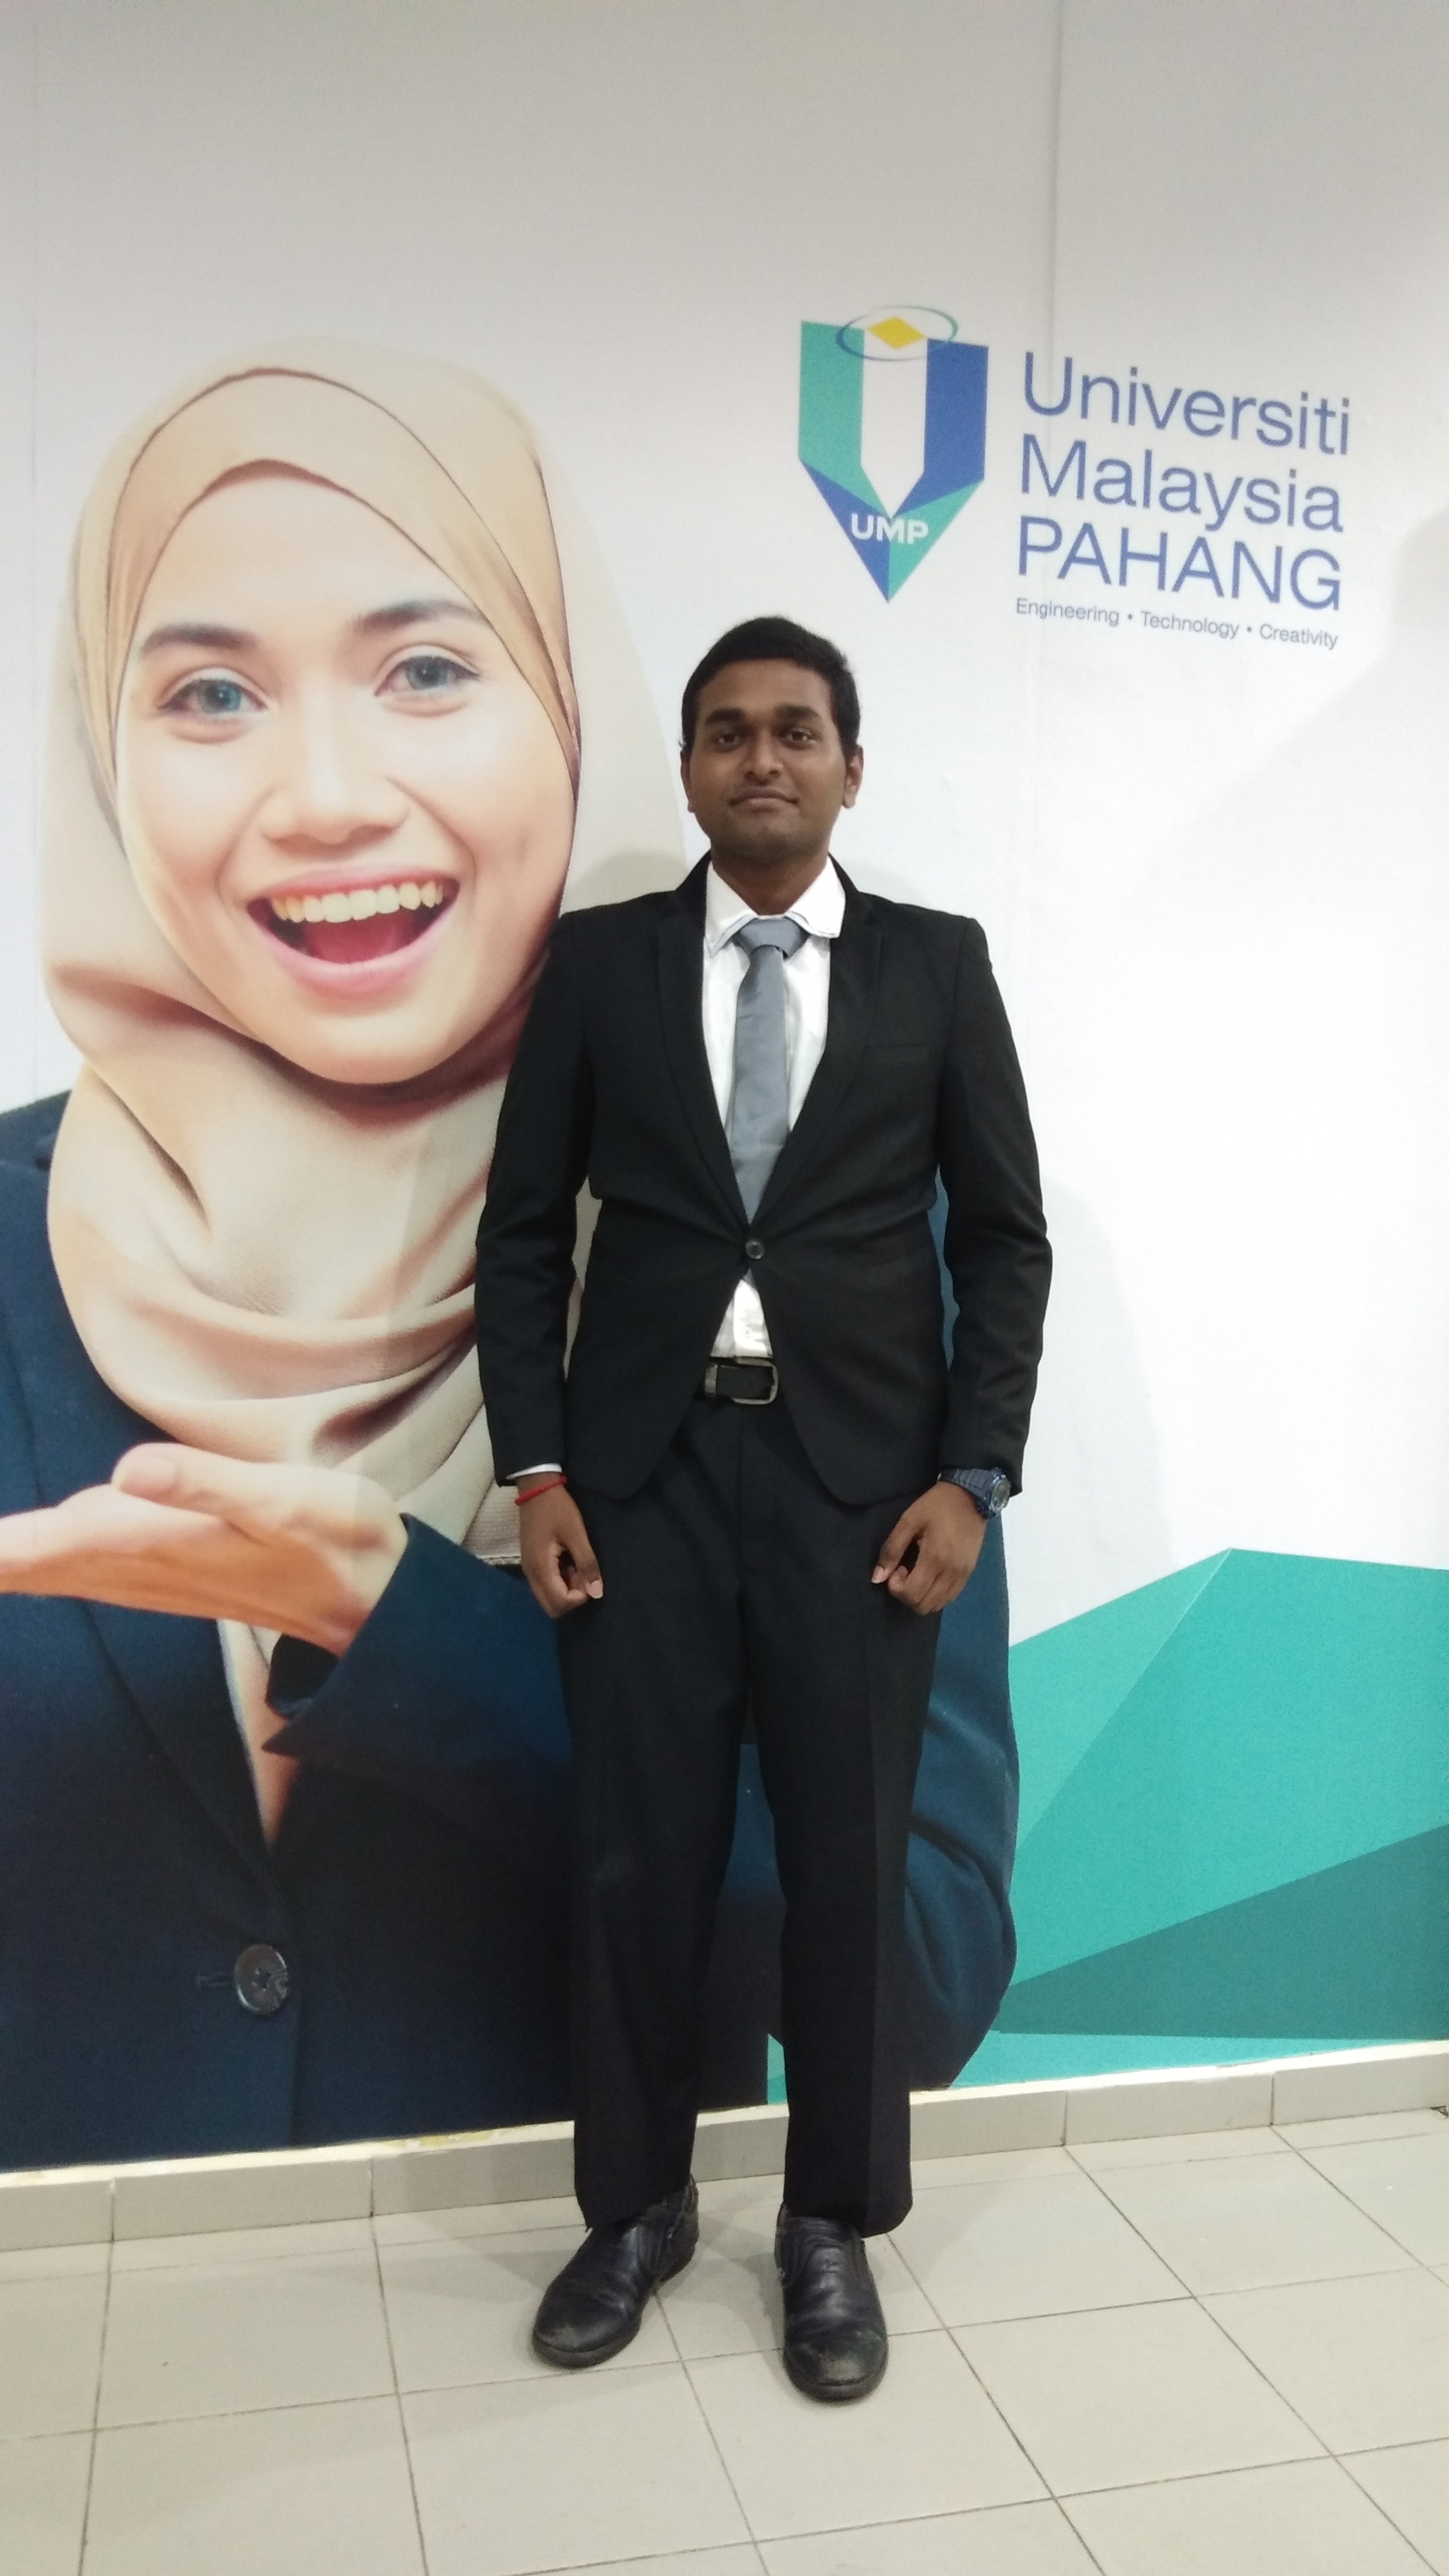 UMP
Universiti
Malaysia
PAHANG
Engineering • Technology • Creativity